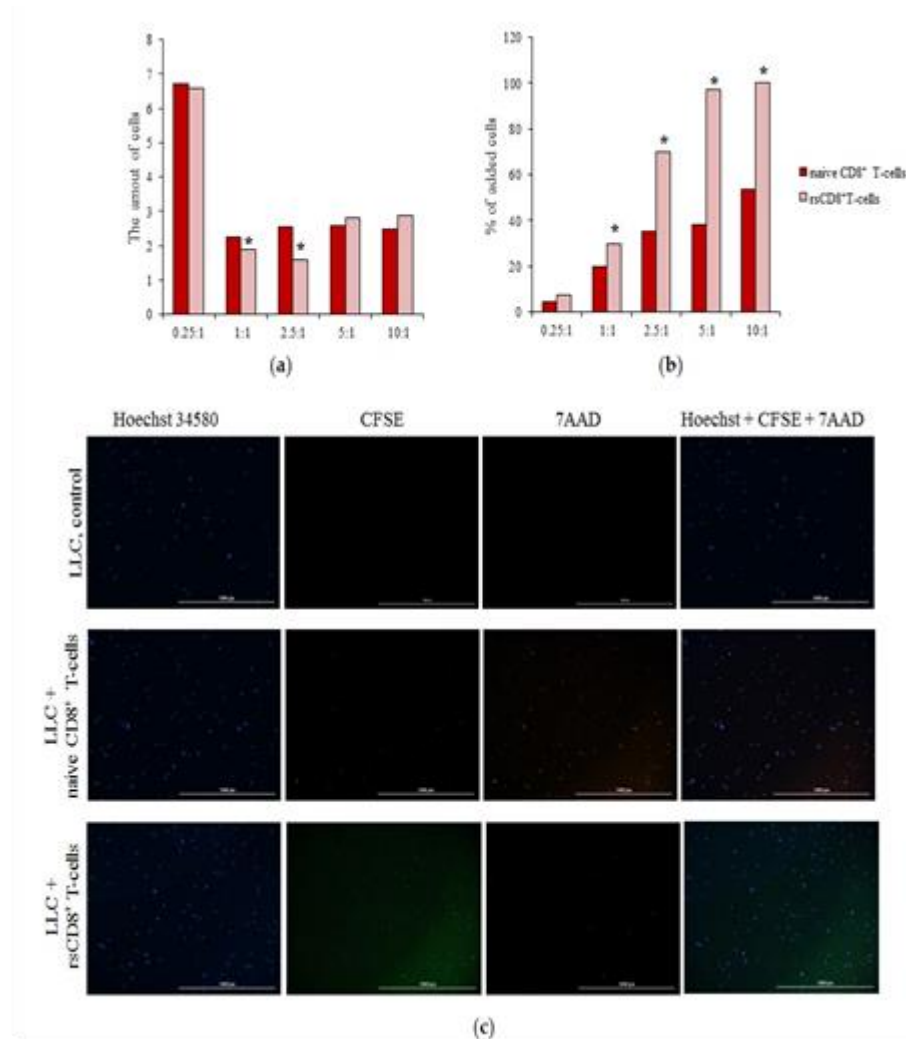 8
7
6
5
4
3
2
1
0
The amout of cells
0.25:1 1:1 2.5:1 5:1 10:1
* *
(a)
120
100
80
60
40
20
0
% of added cells
0.25:1 1:1 2.5:1 5:1 10:1
* * * *
(b)
naive CD8⁺ T-cells
rsCD8⁺T-cells
Hoechst 34580 CFSE 7AAD Hoechst + CFSE + 7AAD
LLC, control
LLC +
naive CD8⁺ T-cells
LLC +
rsCD8⁺ T-cells
(c)